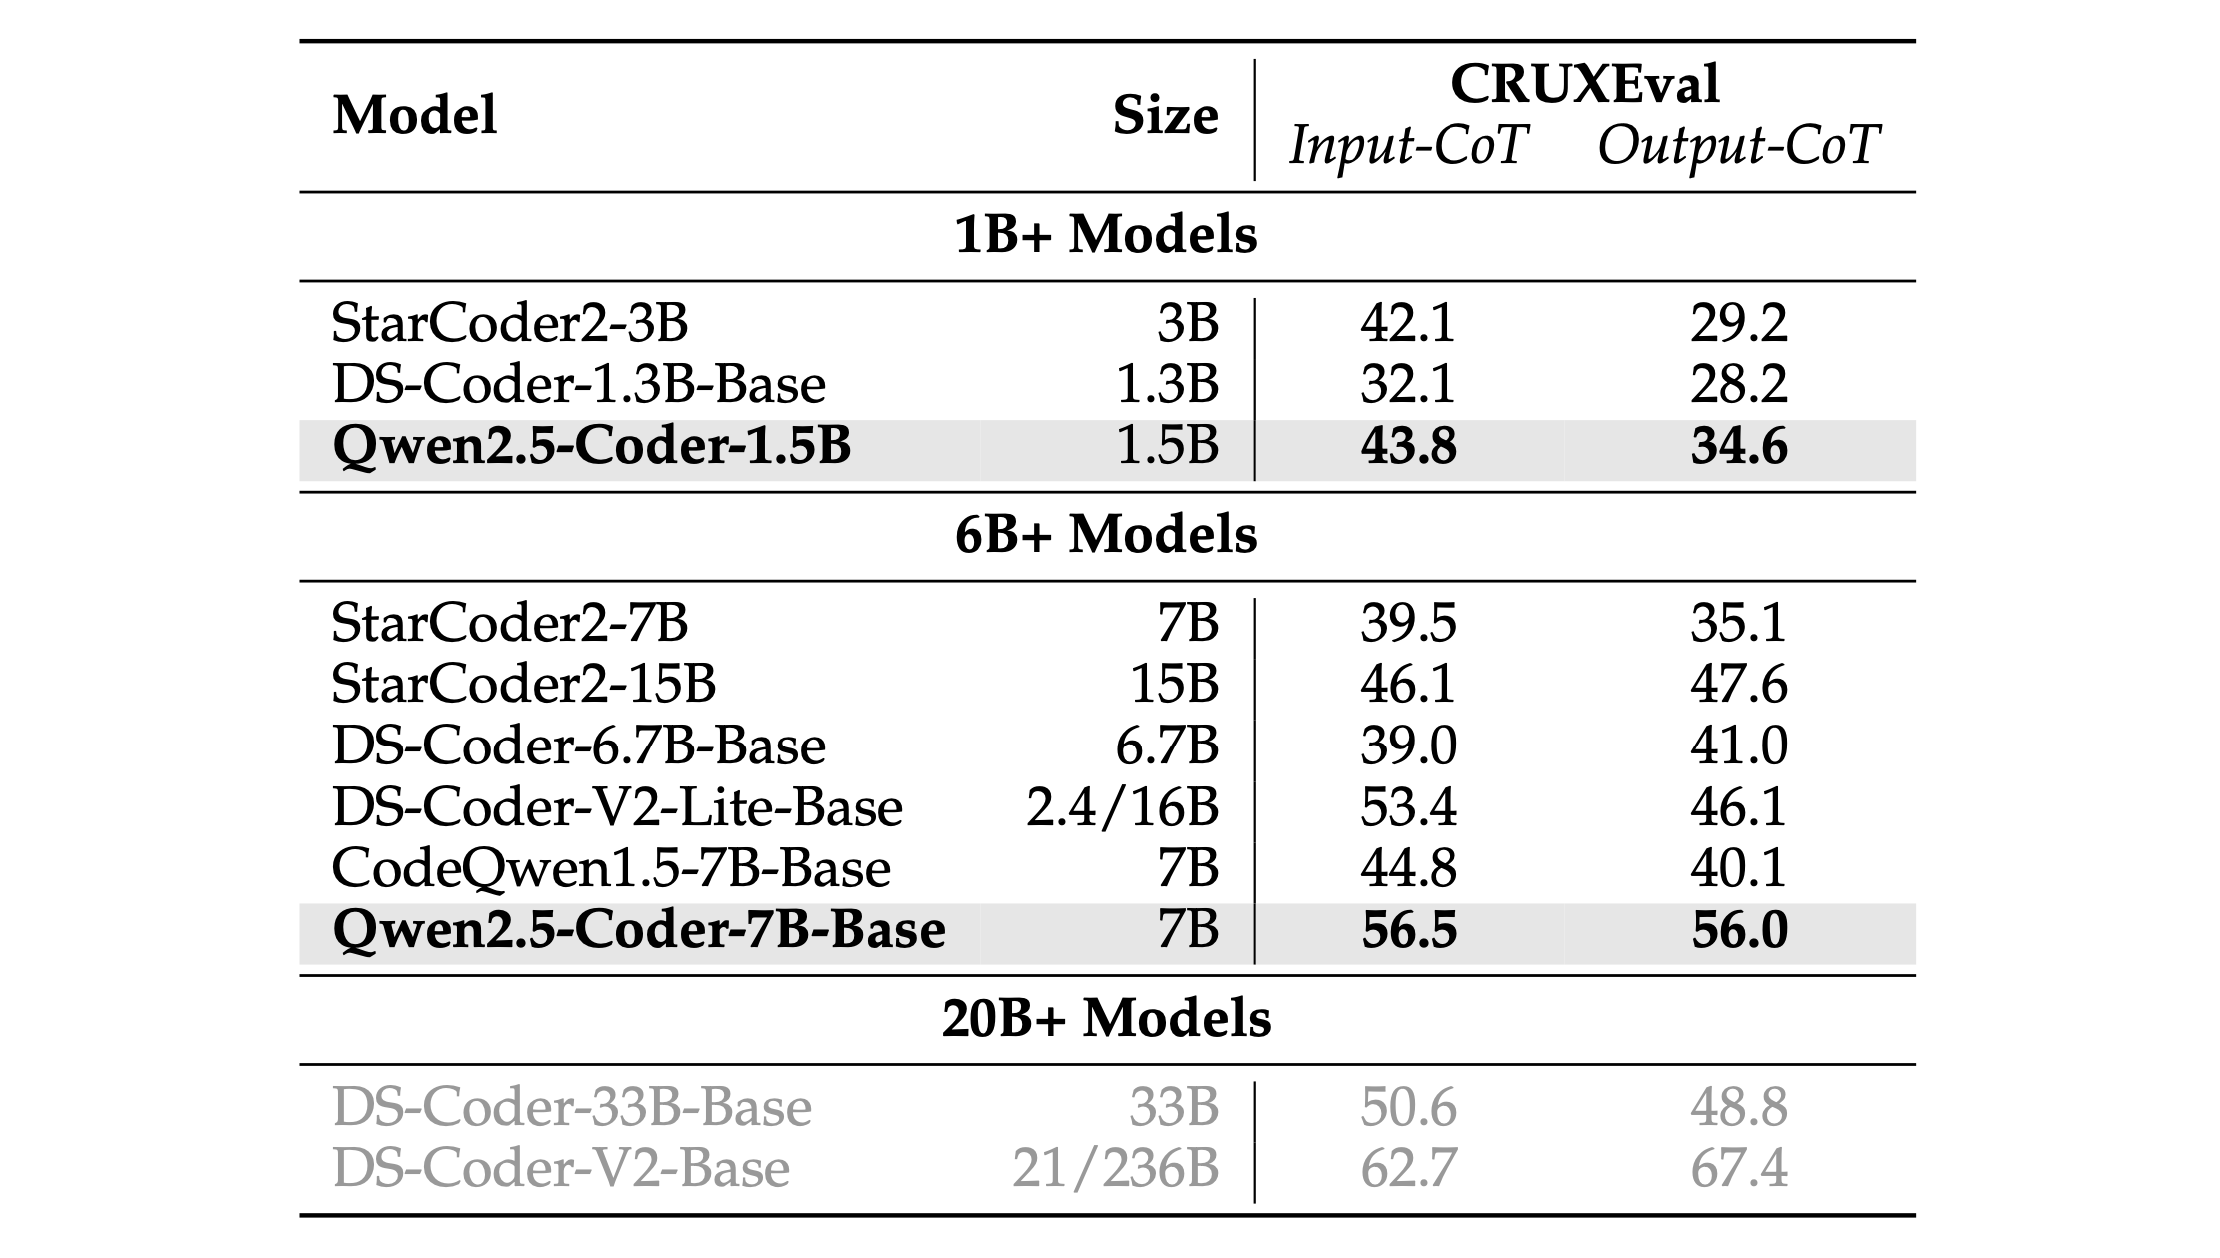 Model Size CRUXEval
Input-CoT Output-CoT
1B+ Models
StarCoder2-3B 3B 42.1 29.2
DS-Coder-1.3B-Base 1.3B 32.1 28.2
Qwen2.5-Coder-1.5B 1.5B 43.8 34.6
6B+ Models
StarCoder2-7B 7B 39.5 35.1
StarCoder2-15B 15B 46.1 47.6
DS-Coder-6.7B-Base 6.7B 39.0 41.0
DS-Coder-V2-Lite-Base 2.4/16B 53.4 46.1
CodeQwen1.5-7B-Base 7B 44.8 40.1
Qwen2.5-Coder-7B-Base 7B 56.5 56.0
20B+ Models
DS-Coder-33B-Base 33B 50.6 48.8
DS-Coder-V2-Base 21/236B 62.7 67.4